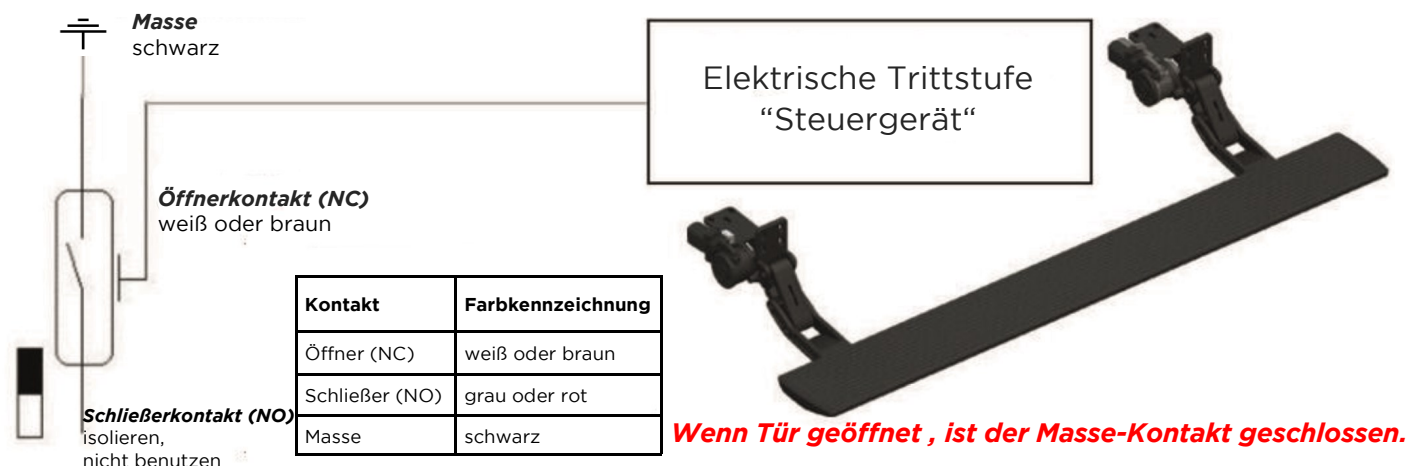 Masse
schwarz
Elektrische Trittstufe
“Steuergerät“
Öffnerkontakt (NC)
weiß oder braun
Kontakt Farbkennzeichnung
Öffner (NC) weiß oder braun
Schließer (NO) grau oder rot
Masse schwarz
Schließerkontakt (NO)
isolieren,
nicht benutzen
Wenn Tür geöffnet , ist der Masse-Kontakt geschlossen.